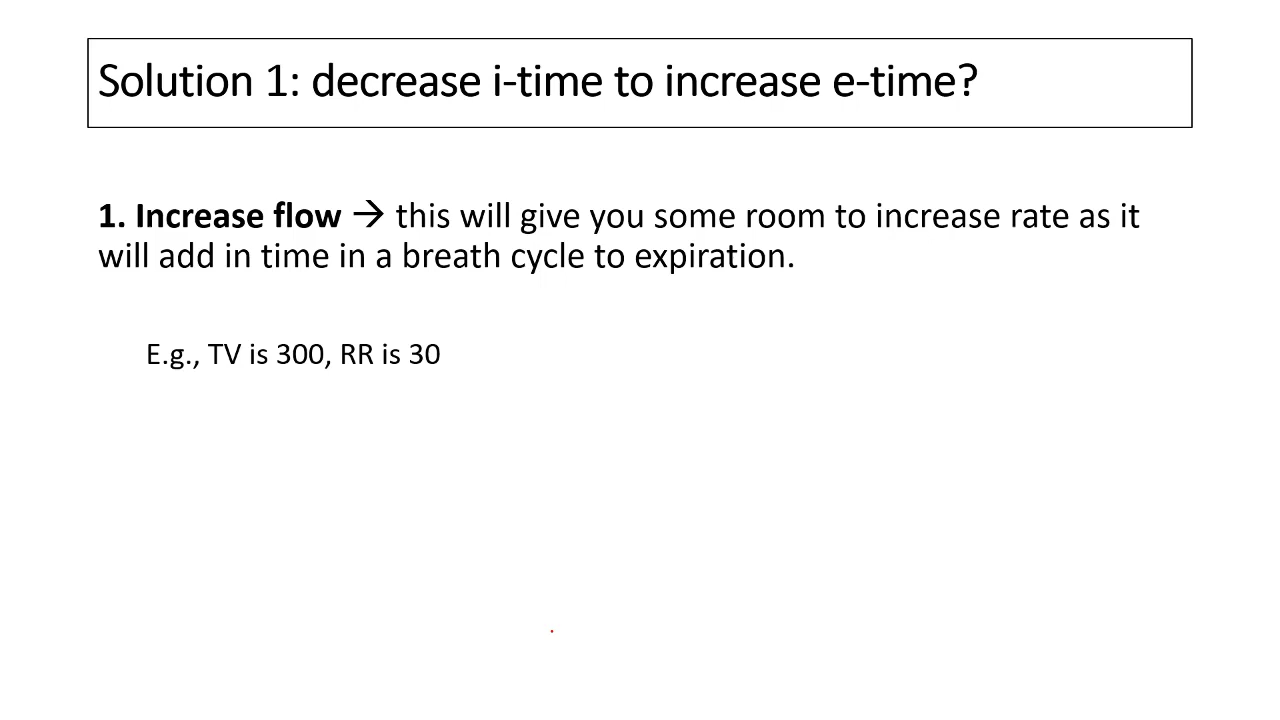 Solution 1: decrease i-time to increase e-time?
1. Increase flow → this will give you some room to increase rate as it
will add in time in a breath cycle to expiration.
E.g., TV is 300, RR is 30